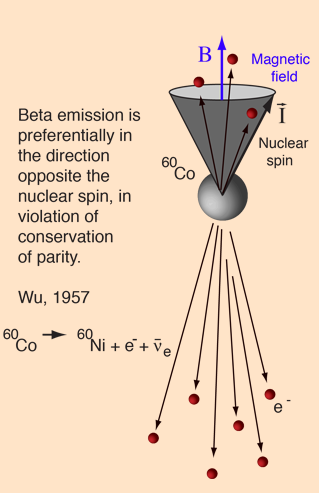 B
Magnetic
field
I⃗
Nuclear
spin
⁶⁰Co
Beta emission is
preferentially in
the direction
opposite the
nuclear spin, in
violation of
conservation
of parity.
Wu, 1957
⁶⁰Co → ⁶⁰Ni + e⁻ + ν̅ₑ
e⁻